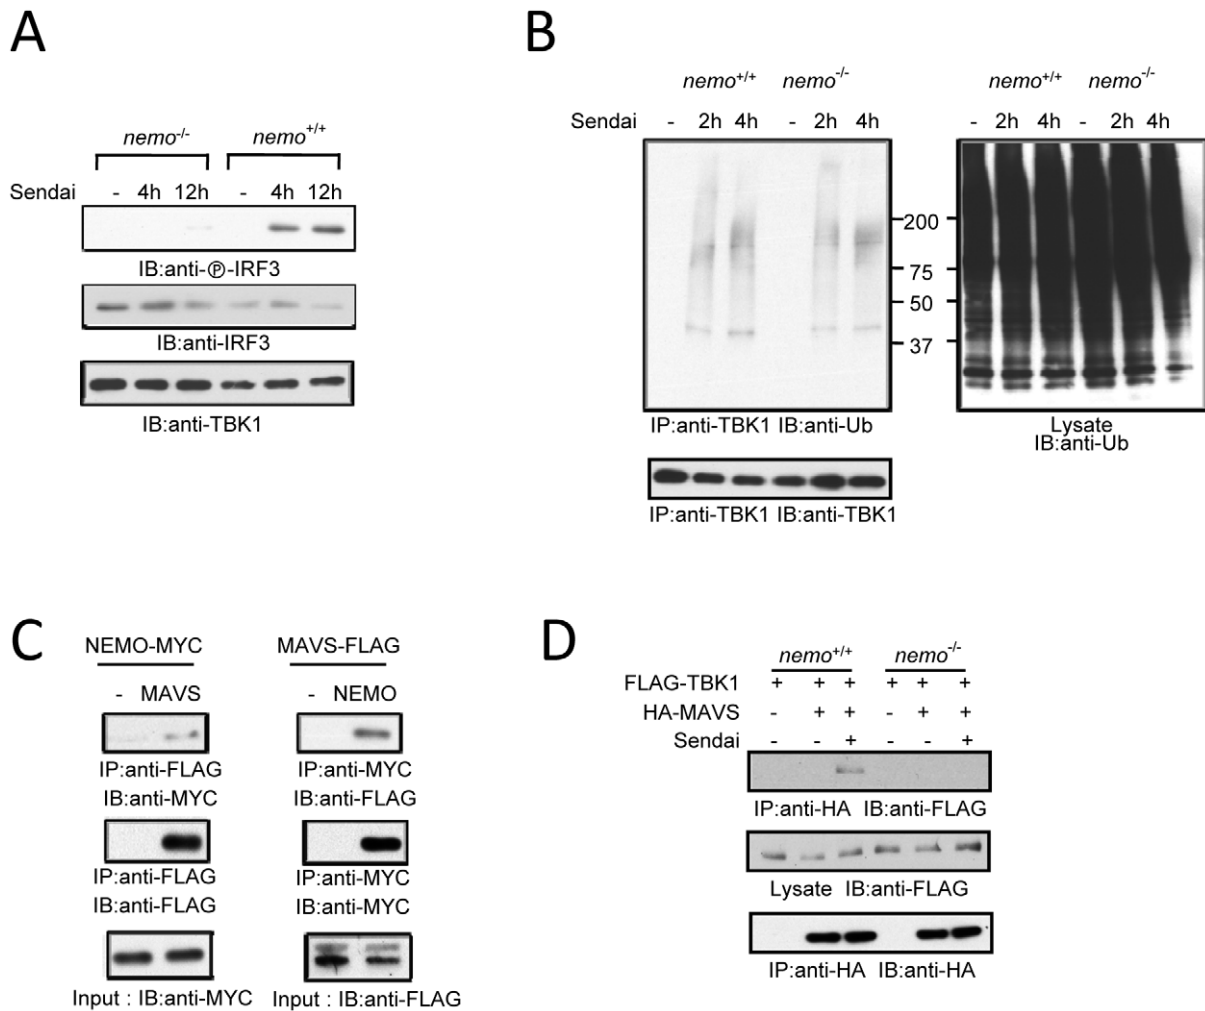 A
nemo-/- nemo+/+
Sendai - 4h 12h - 4h 12h
IB:anti-Ⓟ-IRF3
IB:anti-IRF3
IB:anti-TBK1
B
nemo+/+ nemo-/- nemo+/+ nemo-/-
Sendai - 2h 4h - 2h 4h - 2h 4h - 2h 4h
200
75
50
37
IP:anti-TBK1 IB:anti-Ub
Lysate
IB:anti-Ub
IP:anti-TBK1 IB:anti-TBK1
C
NEMO-MYC MAVS-FLAG
- MAVS - NEMO
IP:anti-FLAG IP:anti-MYC
IB:anti-MYC IB:anti-FLAG
IP:anti-FLAG IP:anti-MYC
IB:anti-FLAG IB:anti-MYC
Input : IB:anti-MYC Input : IB:anti-FLAG
D
nemo+/+ nemo-/-
FLAG-TBK1 + + + + + +
HA-MAVS - + + - + +
Sendai - - + - - +
IP:anti-HA IB:anti-FLAG
Lysate IB:anti-FLAG
IP:anti-HA IB:anti-HA